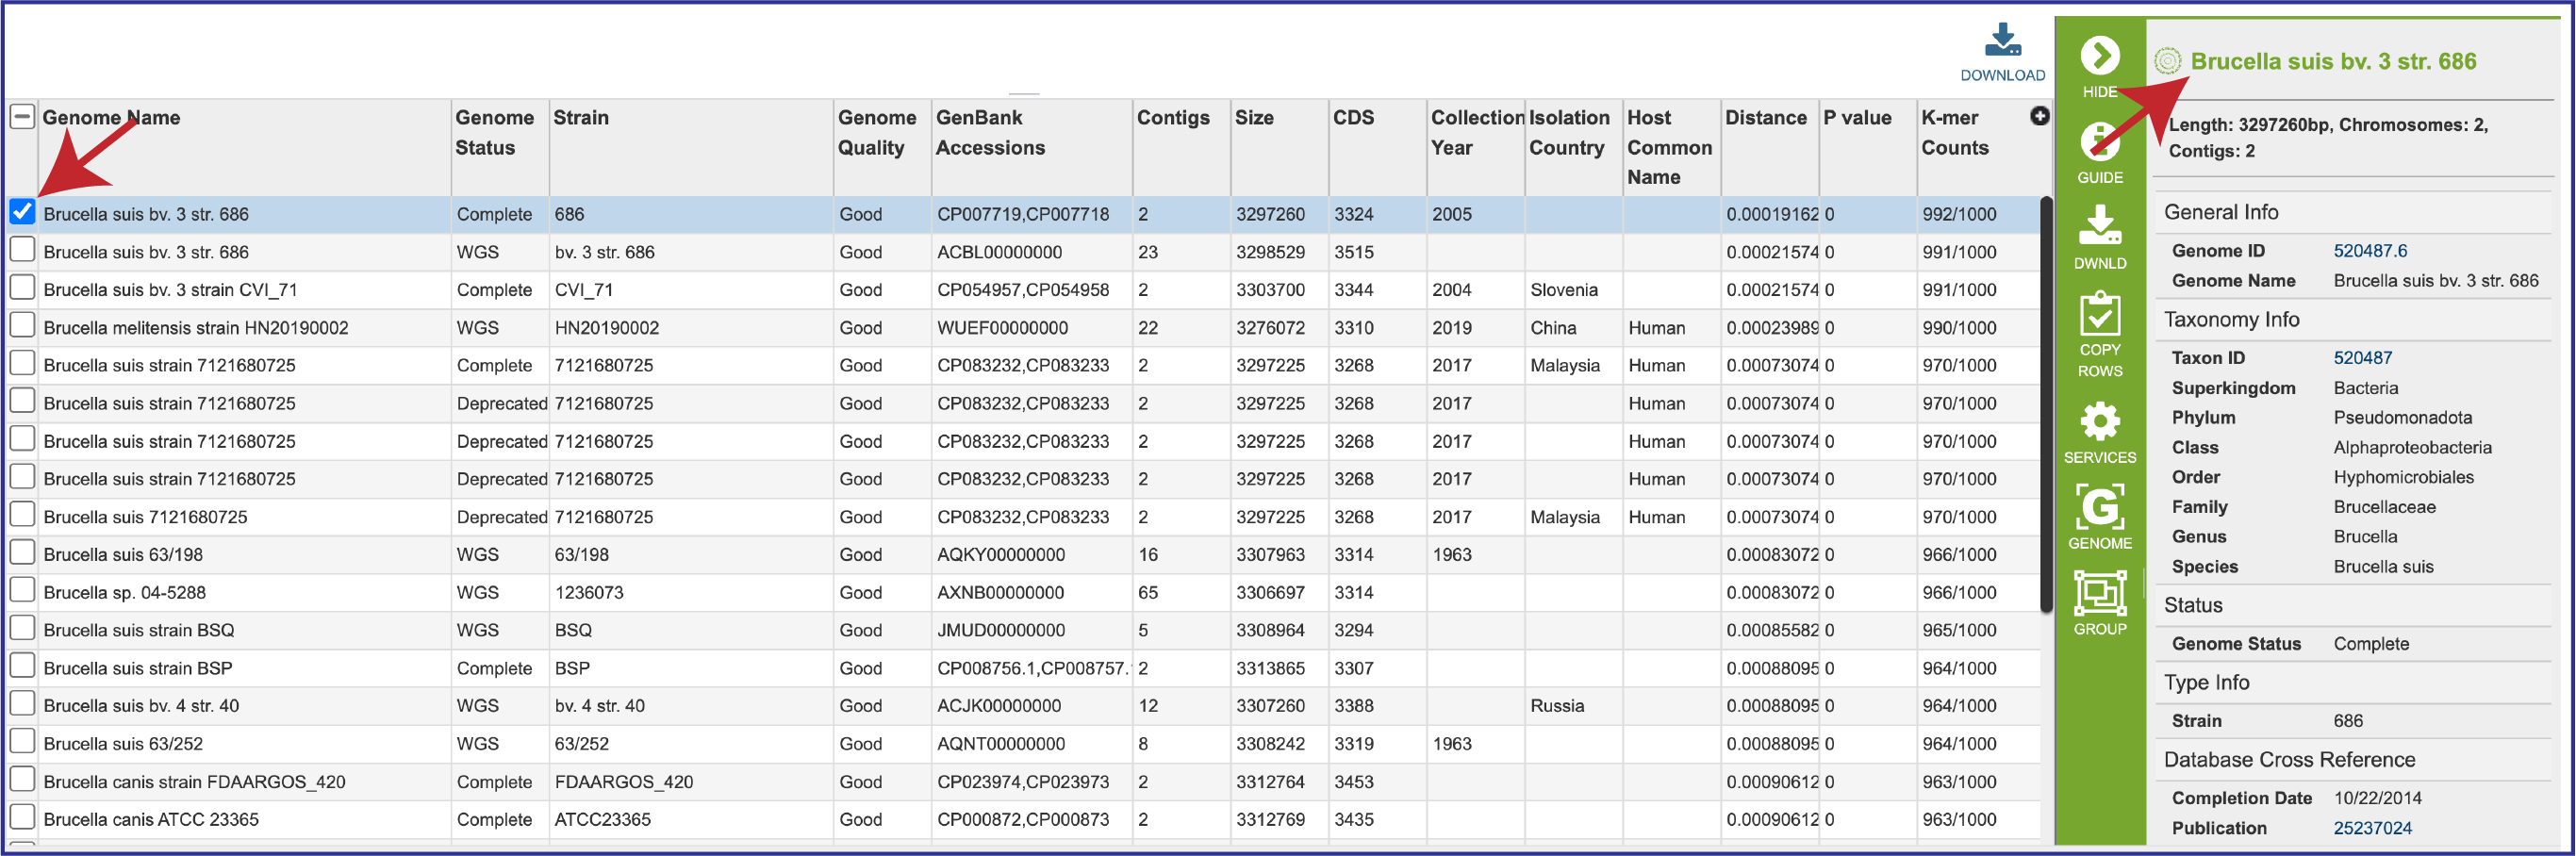 DOWNLOAD
Genome Name Genome Status Strain Genome Quality GenBank Accessions Contigs Size CDS Collection Year Isolation Country Host Common Name Distance P value K-mer Counts
Brucella suis bv. 3 str. 686 Complete 686 Good CP007719,CP007718 2 3297260 3324 2005 0.00019162 0 992/1000
Brucella suis bv. 3 str. 686 WGS bv. 3 str. 686 Good ACBL00000000 23 3298529 3515 0.00021574 0 991/1000
Brucella suis bv. 3 strain CVI_71 Complete CVI_71 Good CP054957,CP054958 2 3303700 3344 2004 Slovenia 0.00021574 0 991/1000
Brucella melitensis strain HN20190002 WGS HN20190002 Good WUEF00000000 22 3276072 3310 2019 China Human 0.00023989 0 990/1000
Brucella suis strain 7121680725 Complete 7121680725 Good CP083232,CP083233 2 3297225 3268 2017 Malaysia Human 0.00073074 0 970/1000
Brucella suis strain 7121680725 Deprecated 7121680725 Good CP083232,CP083233 2 3297225 3268 2017 Human 0.00073074 0 970/1000
Brucella suis strain 7121680725 Deprecated 7121680725 Good CP083232,CP083233 2 3297225 3268 2017 Human 0.00073074 0 970/1000
Brucella suis strain 7121680725 Deprecated 7121680725 Good CP083232,CP083233 2 3297225 3268 2017 Human 0.00073074 0 970/1000
Brucella suis 7121680725 Deprecated 7121680725 Good CP083232,CP083233 2 3297225 3268 2017 Malaysia Human 0.00073074 0 970/1000
Brucella suis 63/198 WGS 63/198 Good AQKY00000000 16 3307963 3314 1963 0.00083072 0 966/1000
Brucella sp. 04-5288 WGS 1236073 Good AXNB00000000 65 3306697 3314 0.00083072 0 966/1000
Brucella suis strain BSQ WGS BSQ Good JMUD00000000 5 3308964 3294 0.00085582 0 965/1000
Brucella suis strain BSP Complete BSP Good CP008756.1,CP008757. 2 3313865 3307 0.00088095 0 964/1000
Brucella suis bv. 4 str. 40 WGS bv. 4 str. 40 Good ACJK00000000 12 3307260 3388 Russia 0.00088095 0 964/1000
Brucella suis 63/252 WGS 63/252 Good AQNT00000000 8 3308242 3319 1963 0.00088095 0 964/1000
Brucella canis strain FDAARGOS_420 Complete FDAARGOS_420 Good CP023974,CP023973 2 3312764 3453 0.00090612 0 963/1000
Brucella canis ATCC 23365 Complete ATCC23365 Good CP000872,CP000873 2 3312769 3435 0.00090612 0 963/1000
HIDE
GUIDE
DWNLD
COPY
ROWS
SERVICES
G
GENOME
GROUP
Brucella suis bv. 3 str. 686
Length: 3297260bp, Chromosomes: 2,
Contigs: 2
General Info
Genome ID 520487.6
Genome Name Brucella suis bv. 3 str. 686
Taxonomy Info
Taxon ID 520487
Superkingdom Bacteria
Phylum Pseudomonadota
Class Alphaproteobacteria
Order Hyphomicrobiales
Family Brucellaceae
Genus Brucella
Species Brucella suis
Status
Genome Status Complete
Type Info
Strain 686
Database Cross Reference
Completion Date 10/22/2014
Publication 25237024